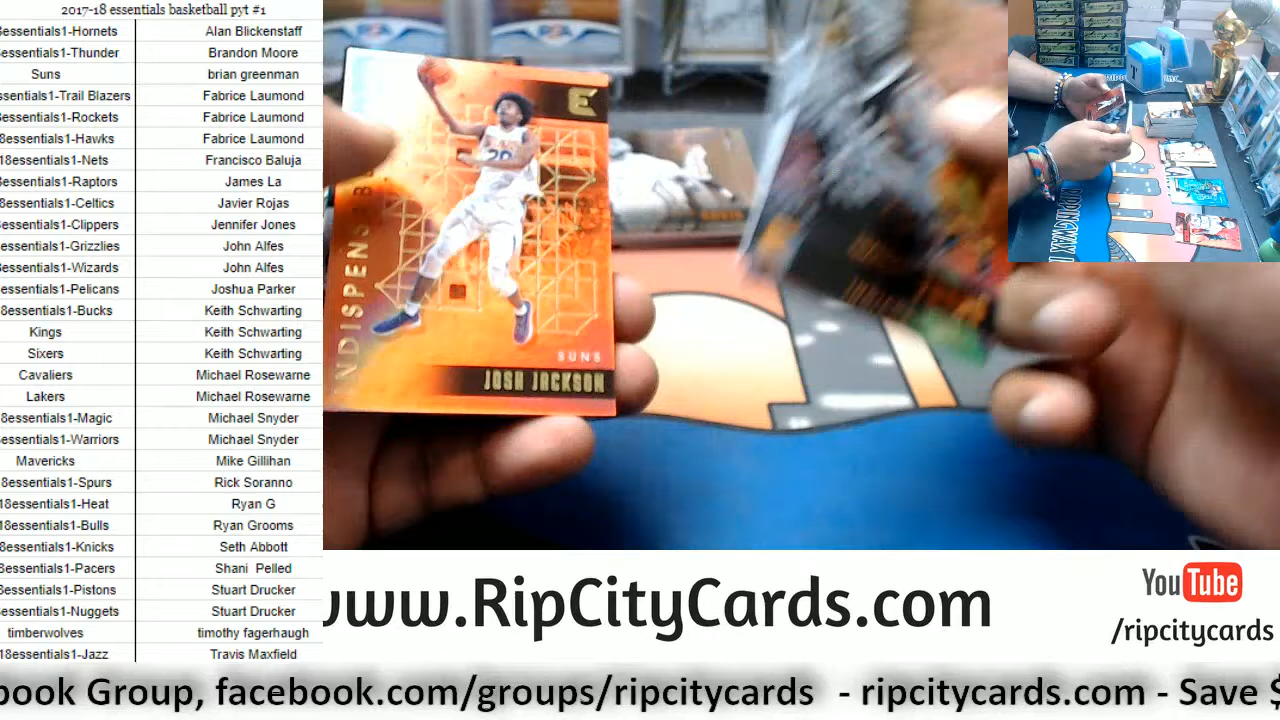 2017-18 essentials basketball pyt #1
8essentials1-Hornets Alan Blickenstaff
8essentials1-Thunder Brandon Moore
Suns brian greenman
ssentials1-Trail Blazers Fabrice Laumond
essentials1-Rockets Fabrice Laumond
8essentials1-Hawks Fabrice Laumond
18essentials1-Nets Francisco Baluja
essentials1-Raptors James La
8essentials1-Celtics Javier Rojas
essentials1-Clippers Jennifer Jones
essentials1-Grizzlies John Alfes
essentials1-Wizards John Alfes
essentials1-Pelicans Joshua Parker
8essentials1-Bucks Keith Schwarting
Kings Keith Schwarting
Sixers Keith Schwarting
Cavaliers Michael Rosewarne
Lakers Michael Rosewarne
8essentials1-Magic Michael Snyder
essentials1-Warriors Michael Snyder
Mavericks Mike Gillihan
18essentials1-Spurs Rick Soranno
18essentials1-Heat Ryan G
18essentials1-Bulls Ryan Grooms
8essentials1-Knicks Seth Abbott
8essentials1-Pacers Shani Pelled
8essentials1-Pistons Stuart Drucker
essentials1-Nuggets Stuart Drucker
timberwolves timothy fagerhaugh
18essentials1-Jazz Travis Maxfield
E
NDISPENS
20
SUNS
JOSH JACKSON
www.RipCityCards.com
YouTube
/ripcitycards
book Group, facebook.com/groups/ripcitycards - ripcitycards.com - Save $